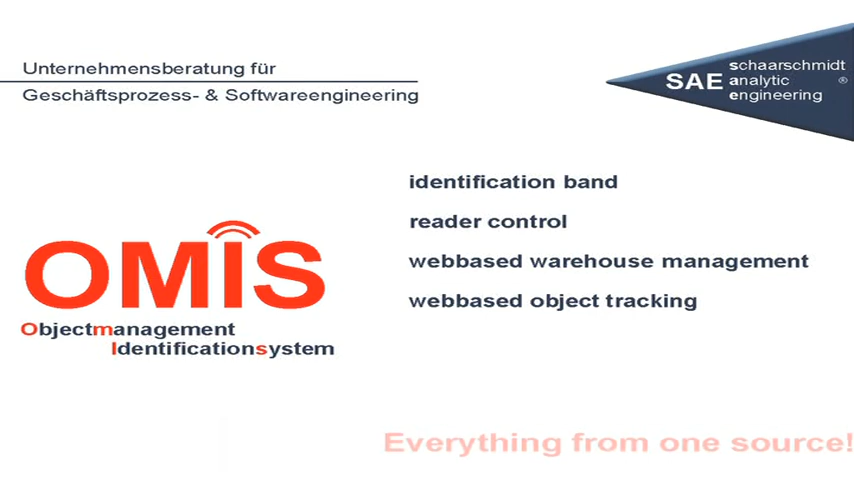 Unternehmensberatung für
Geschäftsprozess- & Softwareengineering
SAE
schaarschmidt
analytic
engineering
®
identification band
reader control
webbased warehouse management
webbased object tracking
OMIS
Objectmanagement
Identificationsystem
Everything from one source!